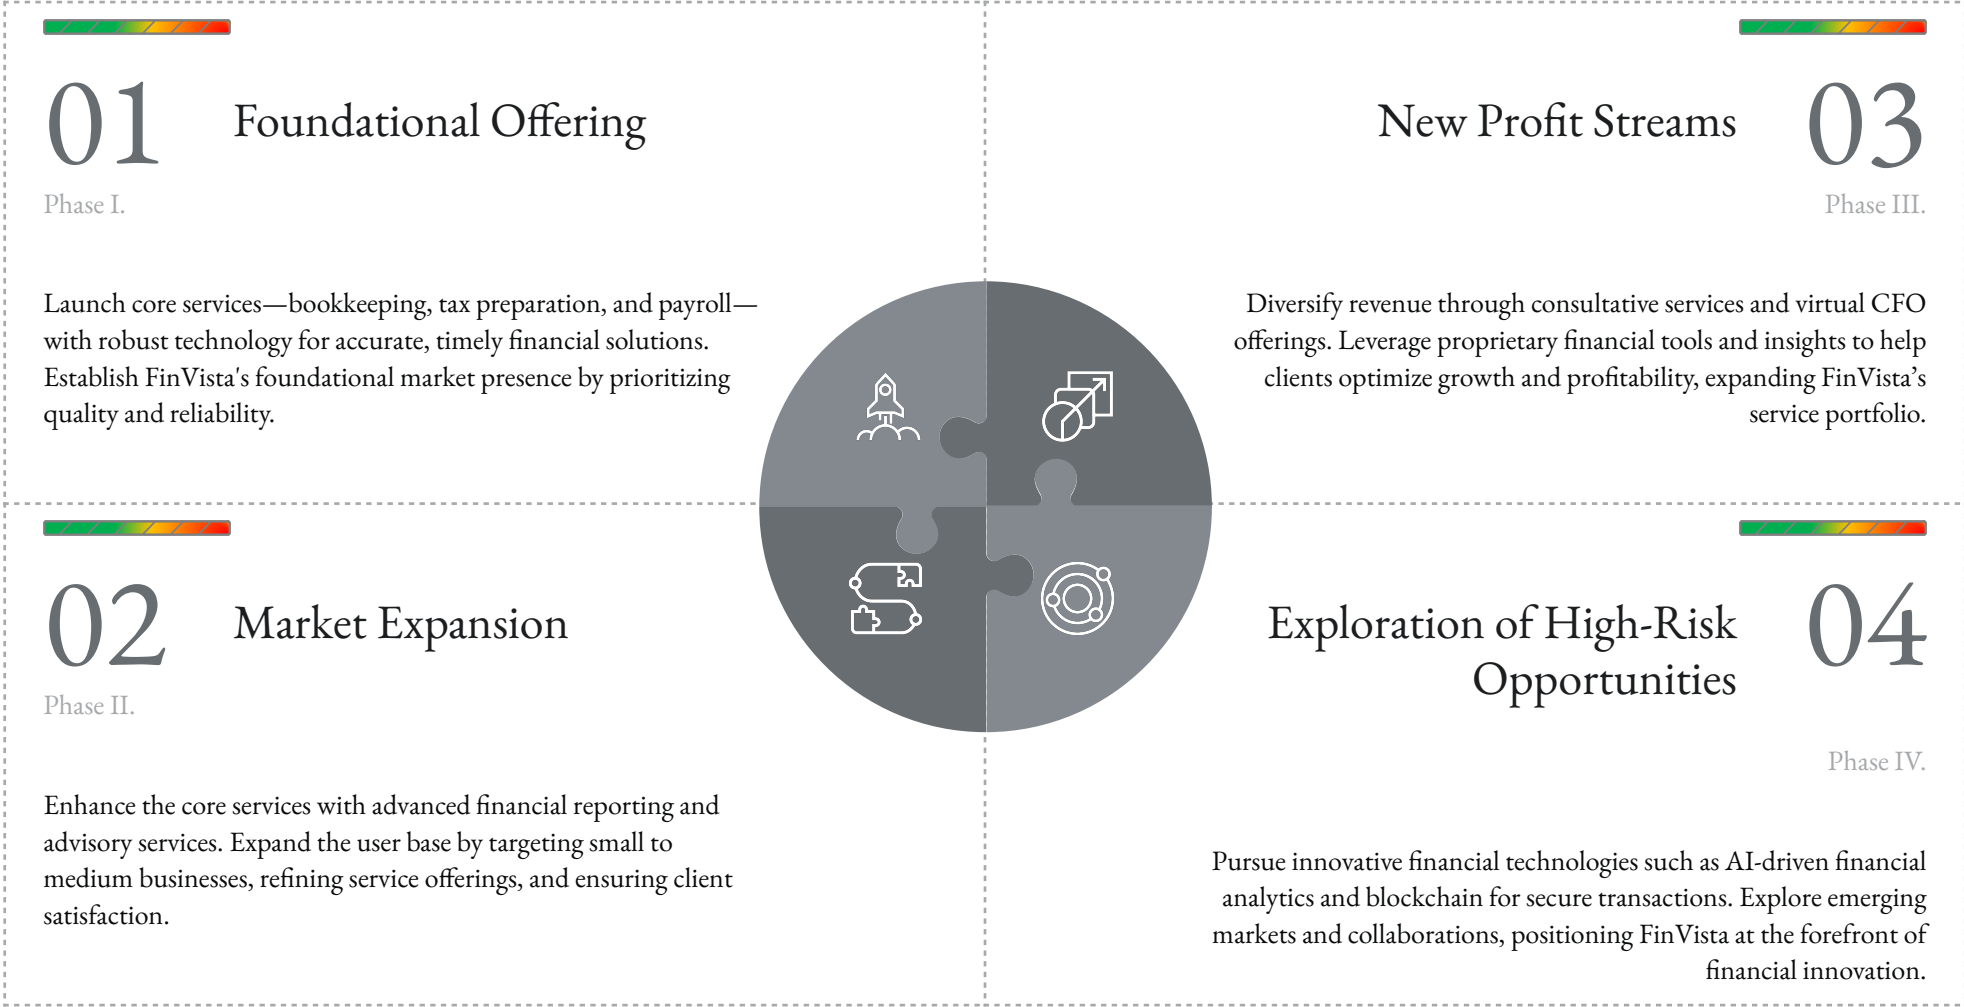 01
Foundational Offering
Phase I.
Launch core services—bookkeeping, tax preparation, and payroll—
with robust technology for accurate, timely financial solutions.
Establish FinVista's foundational market presence by prioritizing
quality and reliability.
02
Market Expansion
Phase II.
Enhance the core services with advanced financial reporting and
advisory services. Expand the user base by targeting small to
medium businesses, refining service offerings, and ensuring client
satisfaction.
New Profit Streams
03
Phase III.
Diversify revenue through consultative services and virtual CFO
offerings. Leverage proprietary financial tools and insights to help
clients optimize growth and profitability, expanding FinVista’s
service portfolio.
Exploration of High-Risk
Opportunities
04
Phase IV.
Pursue innovative financial technologies such as AI-driven financial
analytics and blockchain for secure transactions. Explore emerging
markets and collaborations, positioning FinVista at the forefront of
financial innovation.